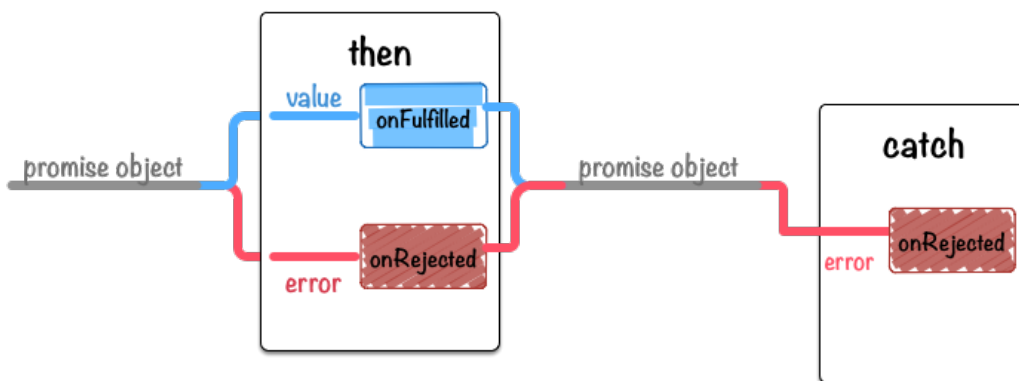 then
value
onFulfilled
promise object
onRejected
error
promise object
catch
onRejected
error